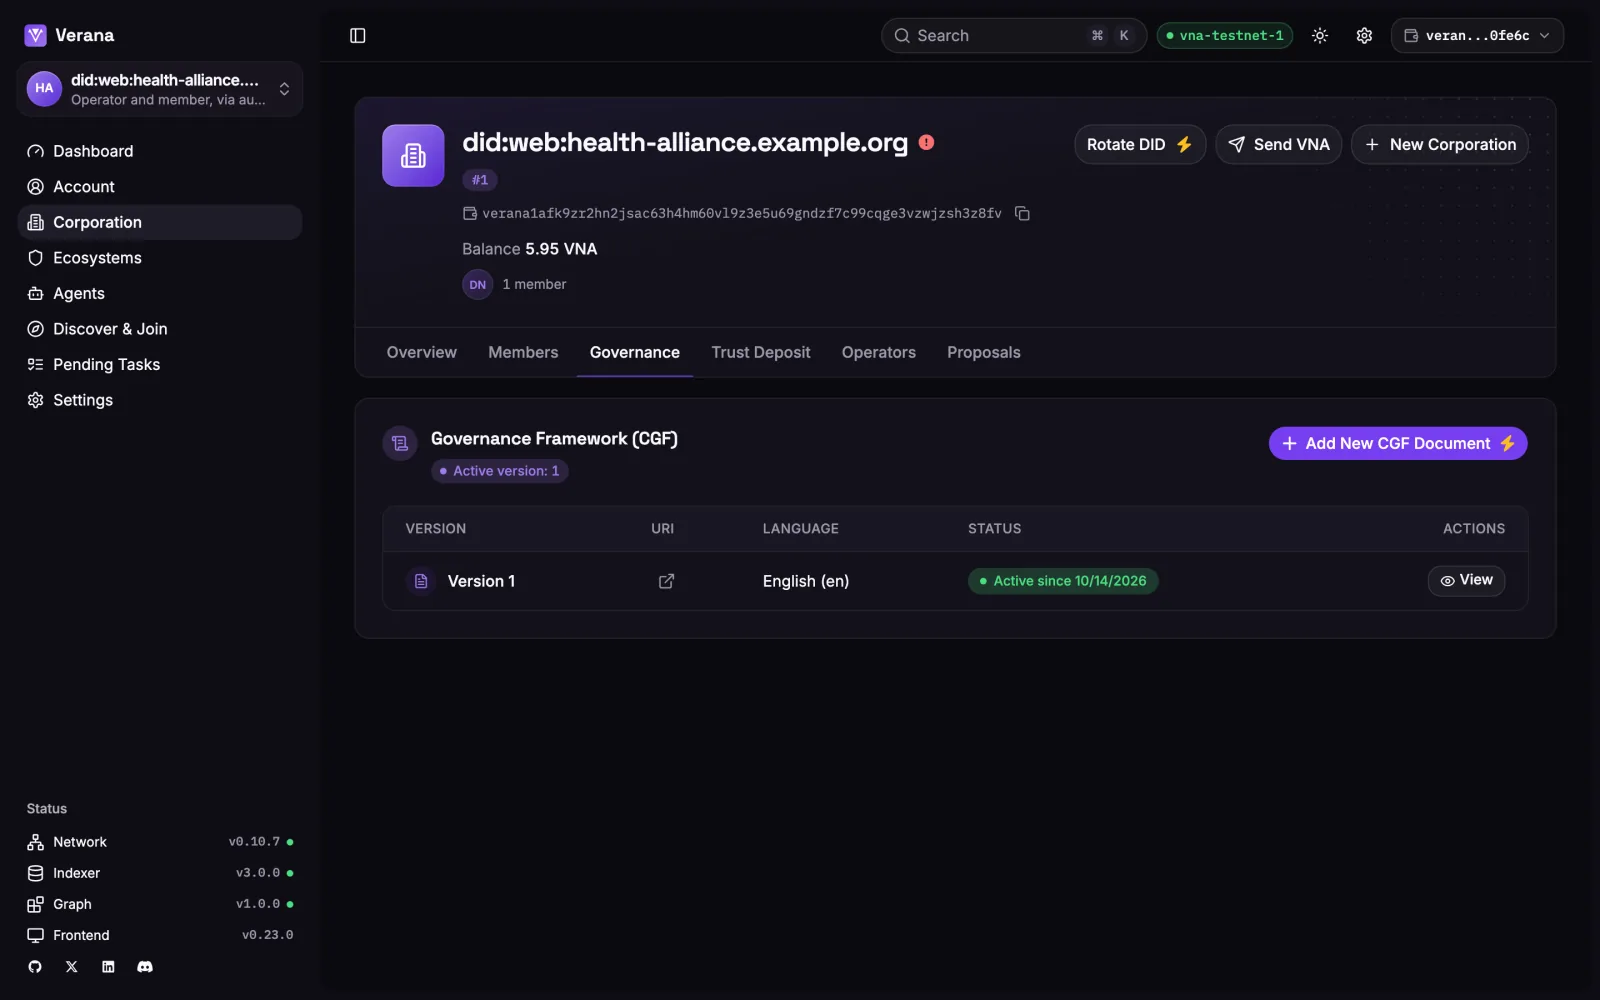 Verana
Search
⌘ K
vna-testnet-1
veran...0fe6c
HA
did:web:health-alliance....
Operator and member, via au...
Dashboard
Account
Corporation
Ecosystems
Agents
Discover & Join
Pending Tasks
Settings
did:web:health-alliance.example.org
Rotate DID
Send VNA
New Corporation
#1
verana1afk9zr2hn2jsac63h4hm60vl9z3e5u69gndzf7c99cqge3vzwjzsh3z8fv
Balance 5.95 VNA
DN
1 member
Overview
Members
Governance
Trust Deposit
Operators
Proposals
Governance Framework (CGF)
Active version: 1
Add New CGF Document
VERSION URI LANGUAGE STATUS ACTIONS
Version 1 English (en) Active since 10/14/2026 View
Status
Network v0.10.7
Indexer v3.0.0
Graph v1.0.0
Frontend v0.23.0